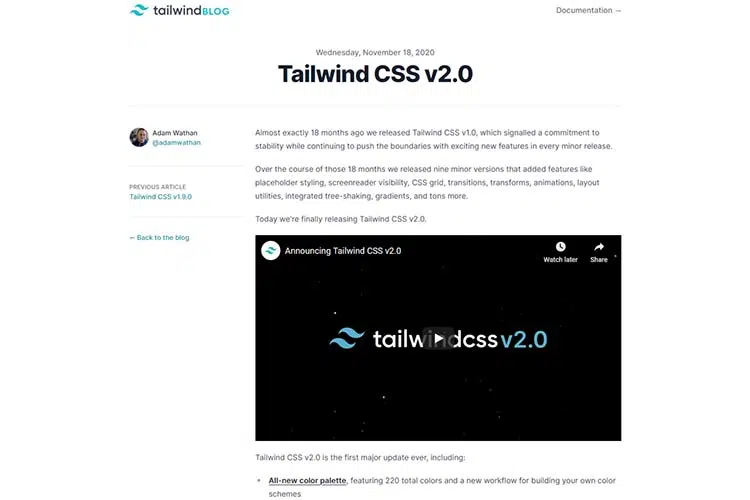 tailwindBLOG
Documentation →
Wednesday, November 18, 2020
Tailwind CSS v2.0
Adam Wathan
@adamwathan
PREVIOUS ARTICLE
Tailwind CSS v1.9.0
← Back to the blog
Almost exactly 18 months ago we released Tailwind CSS v1.0, which signalled a commitment to
stability while continuing to push the boundaries with exciting new features in every minor release.
Over the course of those 18 months we released nine minor versions that added features like
placeholder styling, screenreader visibility, CSS grid, transitions, transforms, animations, layout
utilities, integrated tree-shaking, gradients, and tons more.
Today we're finally releasing Tailwind CSS v2.0.
Announcing Tailwind CSS v2.0
Watch later
Share
tailwindcss v2.0
Tailwind CSS v2.0 is the first major update ever, including:
• All-new color palette, featuring 220 total colors and a new workflow for building your own color
schemes